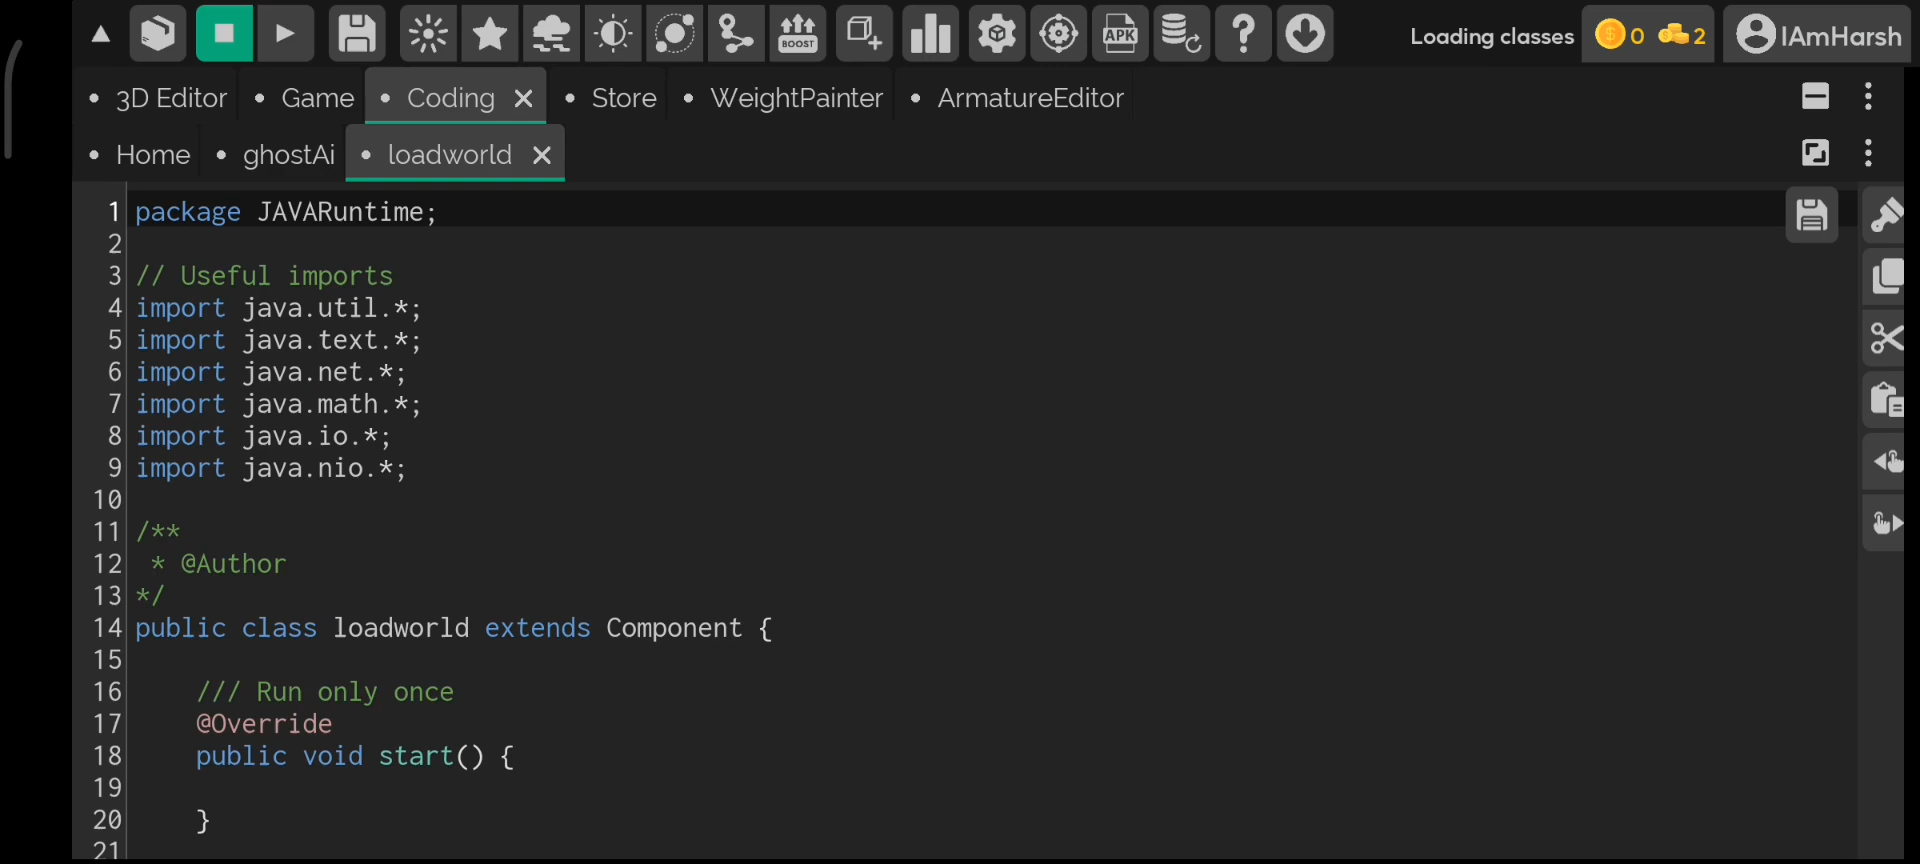 BOOST
APK
Loading classes
0
2
IAmHarsh
• 3D Editor • Game • Coding × • Store • WeightPainter • ArmatureEditor
• Home • ghostAi • loadworld ×
1 package JAVARuntime;
2
3 // Useful imports
4 import java.util.*;
5 import java.text.*;
6 import java.net.*;
7 import java.math.*;
8 import java.io.*;
9 import java.nio.*;
10
11 /**
12 * @Author
13 */
14 public class loadworld extends Component {
15
16 /// Run only once
17 @Override
18 public void start() {
19
20 }
21